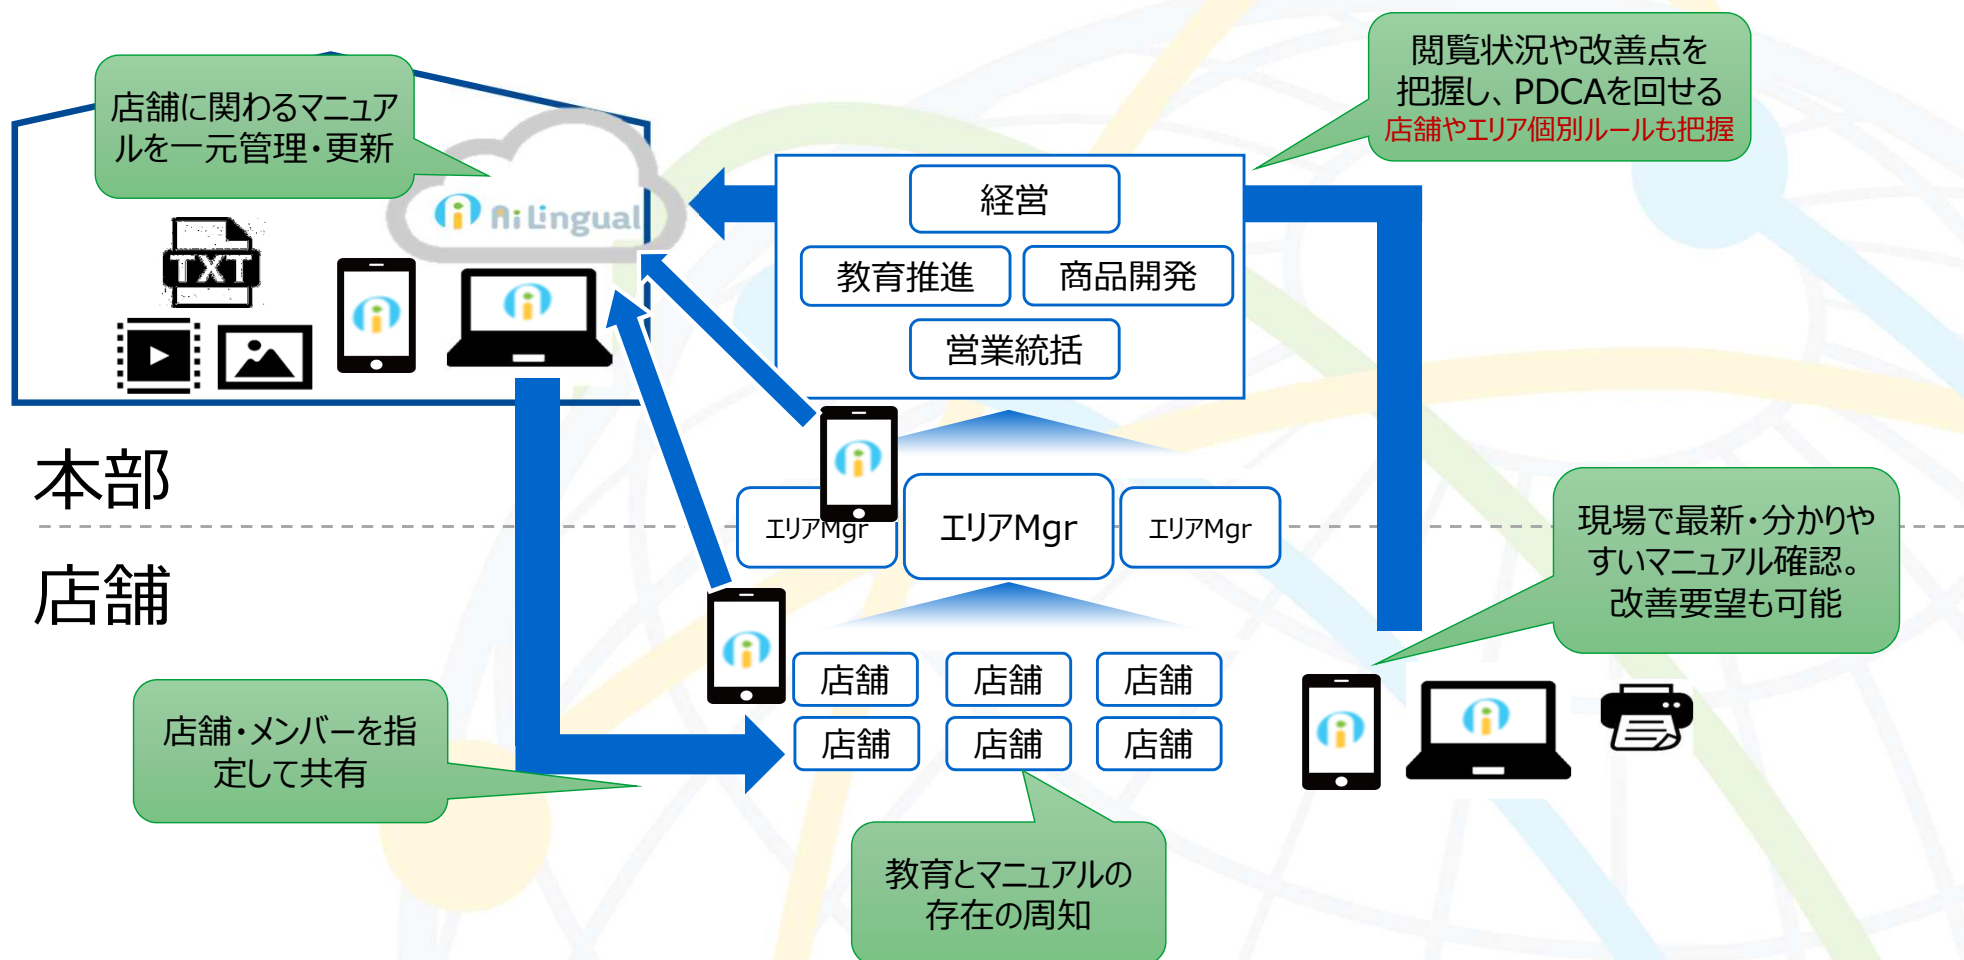 店舗に関わるマニュア
ルを一元管理・更新
AiLingual
TXT
閲覧状況や改善点を
把握し、PDCAを回せる
店舗やエリア個別ルールも把握
経営
教育推進
商品開発
営業統括
本部
店舗
エリアMgr
エリアMgr
エリアMgr
現場で最新・分かりや
すいマニュアル確認。
改善要望も可能
店舗
店舗
店舗
店舗
店舗
店舗
店舗・メンバーを指
定して共有
教育とマニュアルの
存在の周知